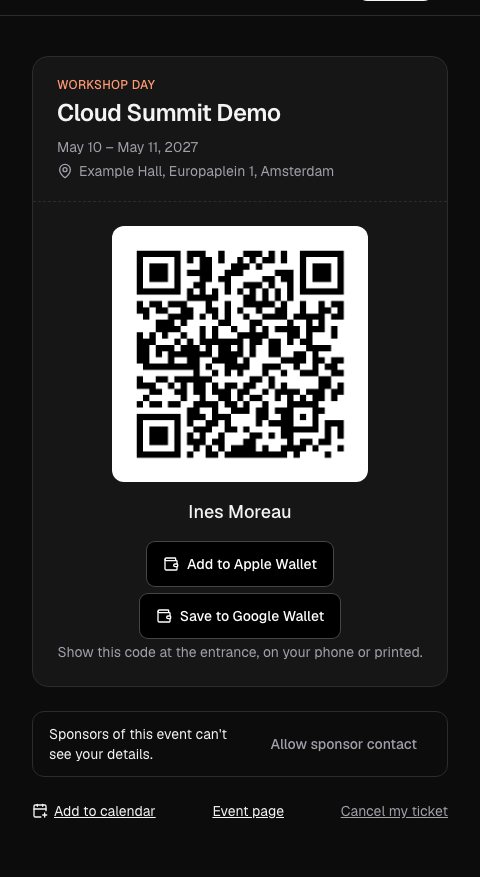 WORKSHOP DAY
Cloud Summit Demo
May 10 – May 11, 2027
Example Hall, Europaplein 1, Amsterdam
Ines Moreau
Add to Apple Wallet
Save to Google Wallet
Show this code at the entrance, on your phone or printed.
Sponsors of this event can't
see your details.
Allow sponsor contact
Add to calendar
Event page
Cancel my ticket